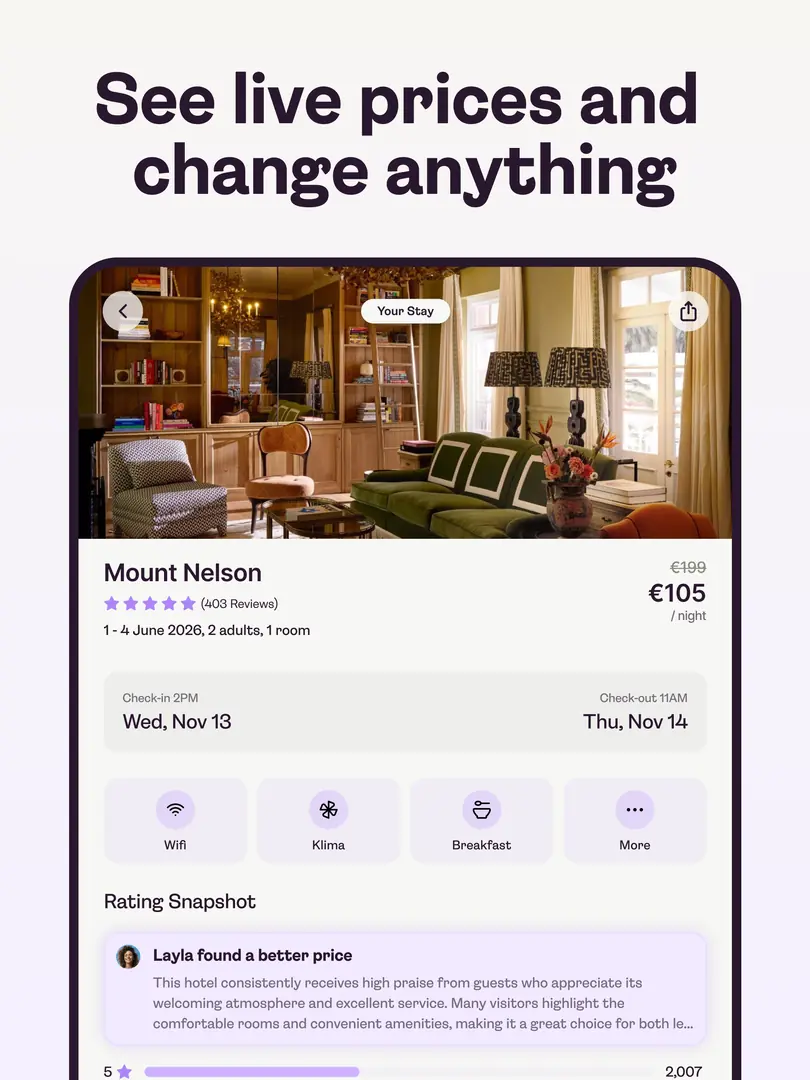 See live prices and
change anything
Your Stay
Mount Nelson
€199
€105
/ night
(403 Reviews)
1 - 4 June 2026, 2 adults, 1 room
Check-in 2PM
Check-out 11AM
Wed, Nov 13
Thu, Nov 14
Wifi
Klima
Breakfast
More
Rating Snapshot
Layla found a better price
This hotel consistently receives high praise from guests who appreciate its
welcoming atmosphere and excellent service. Many visitors highlight the
comfortable rooms and convenient amenities, making it a great choice for both le...
5
2,007